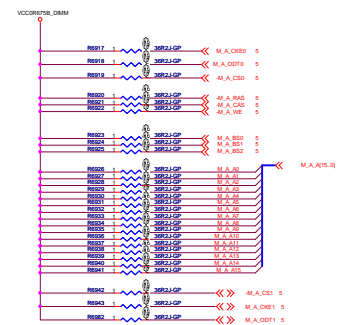 VCC0R675B_DIMM
R6917 1 36R2J-GP M_A_CKE0 5
R6918 1 36R2J-GP M_A_ODT0 5
R6919 1 36R2J-GP -M_A_CS0 5
R6920 1 36R2J-GP -M_A_RAS 5
R6921 1 36R2J-GP -M_A_CAS 5
R6922 1 36R2J-GP -M_A_WE 5
R6923 1 36R2J-GP M_A_BS0 5
R6924 1 36R2J-GP M_A_BS1 5
R6925 1 36R2J-GP M_A_BS2 5
M_A_A[15..0] 5
R6926 1 36R2J-GP M_A_A0
R6927 1 36R2J-GP M_A_A1
R6928 1 36R2J-GP M_A_A2
R6929 1 36R2J-GP M_A_A3
R6930 1 36R2J-GP M_A_A4
R6931 1 36R2J-GP M_A_A5
R6932 1 36R2J-GP M_A_A6
R6933 1 36R2J-GP M_A_A7
R6934 1 36R2J-GP M_A_A8
R6935 1 36R2J-GP M_A_A9
R6936 1 36R2J-GP M_A_A10
R6937 1 36R2J-GP M_A_A11
R6938 1 36R2J-GP M_A_A12
R6939 1 36R2J-GP M_A_A13
R6940 1 36R2J-GP M_A_A14
R6941 1 36R2J-GP M_A_A15
R6942 1 36R2J-GP -M_A_CS1 5
R6943 1 36R2J-GP M_A_CKE1 5
R6982 1 36R2J-GP M_A_ODT1 5